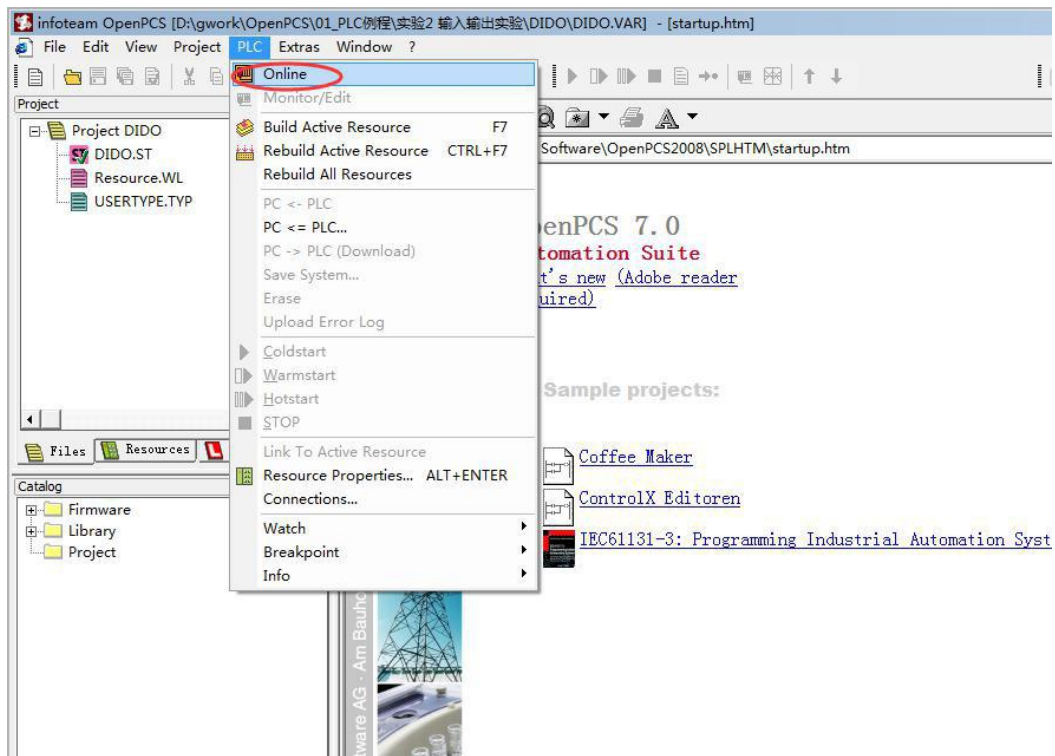 infoteam OpenPCS [D:\gwork\OpenPCS\01_PLC例程\实验2 输入输出实验\DIDO\DIDO.VAR] - [startup.htm]
File Edit View Project PLC Extras Window ?
Project
Project DIDO
DIDO.ST
Resource.WL
USERTYPE.TYP
Files Resources
Catalog
Firmware
Library
Project
Online
Monitor/Edit
Build Active Resource F7
Rebuild Active Resource CTRL+F7
Rebuild All Resources
PC <- PLC
PC <= PLC...
PC -> PLC (Download)
Save System...
Erase
Upload Error Log
Coldstart
Warmstart
Hotstart
STOP
Link To Active Resource
Resource Properties... ALT+ENTER
Connections...
Watch
Breakpoint
Info
Software\OpenPCS2008\SPLHTM\startup.htm
enPCS 7.0
tomation Suite
t's new (Adobe reader
uired)
Sample projects:
Coffee Maker
ControlX Editoren
IEC61131-3: Programming Industrial Automation Syst
tware AG · Am Bauho